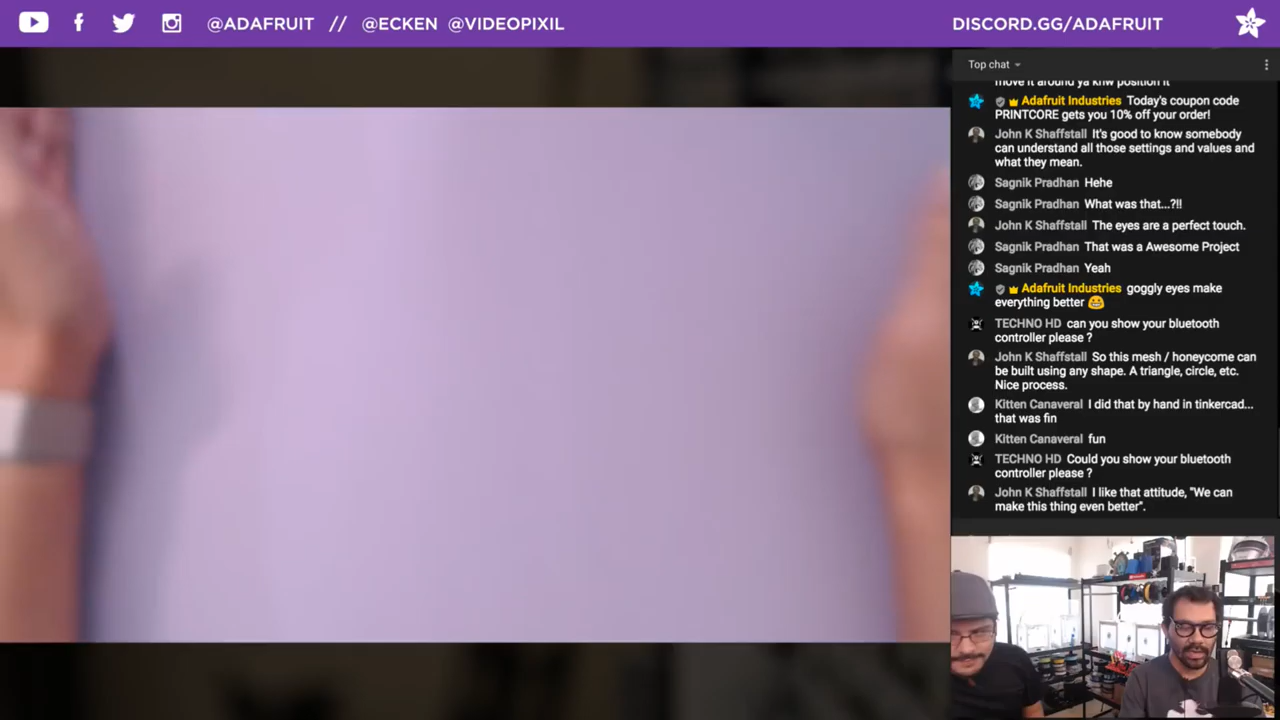 @ADAFRUIT // @ECKEN @VIDEOPIXIL
DISCORD.GG/ADAFRUIT
Top chat
move it around ya knw position it
Adafruit Industries Today's coupon code
PRINTCORE gets you 10% off your order!
John K Shaffstall It's good to know somebody
can understand all those settings and values and
what they mean.
Sagnik Pradhan Hehe
Sagnik Pradhan What was that...?!!
John K Shaffstall The eyes are a perfect touch.
Sagnik Pradhan That was a Awesome Project
Sagnik Pradhan Yeah
Adafruit Industries goggly eyes make
everything better 😀
TECHNO HD can you show your bluetooth
controller please ?
John K Shaffstall So this mesh / honeycome can
be built using any shape. A triangle, circle, etc.
Nice process.
Kitten Canaveral I did that by hand in tinkercad...
that was fin
Kitten Canaveral fun
TECHNO HD Could you show your bluetooth
controller please ?
John K Shaffstall I like that attitude, "We can
make this thing even better".